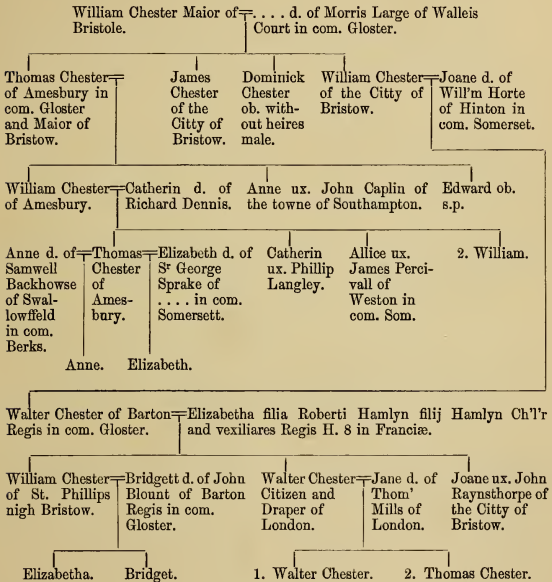 William Chester Maior of=. . . . d. of Morris Large of Walleis
Bristole. Court in com. Gloster.
Thomas Chester=
of Amesbury in
com. Gloster
and Maior of
Bristow.
James
Chester
of the
Citty of
Bristow.
Dominick
Chester
ob. with-
out heires
male.
William Chester=Joane d. of
of the Citty of Will'm Horte
Bristow. of Hinton in
com. Somerset.
William Chester=Catherin d. of
of Amesbury. Richard Dennis.
Anne ux. John Caplin of
the towne of Southampton.
Edward ob.
s.p.
Anne d. of=Thomas=Elizabeth d. of
Samwell Chester Sr George
Backhowse of Sprake of
of Swal- Ames- . . . . in com.
lowffeld bury. Somersett.
in com.
Berks.
Catherin
ux. Phillip
Langley.
Allice ux.
James Perci-
vall of
Weston in
com. Som.
2. William.
Anne. Elizabeth.
Walter Chester of Barton=Elizabetha filia Roberti Hamlyn filij Hamlyn Ch'l'r
Regis in com. Gloster. and vexiliares Regis H. 8 in Franciæ.
William Chester=Bridgett d. of John
of St. Phillips Blount of Barton
nigh Bristow. Regis in com.
Gloster.
Walter Chester=Jane d. of
Citizen and Thom'
Draper of Mills of
London. London.
Joane ux. John
Raynsthorpe of
the Citty of
Bristow.
Elizabetha. Bridget. 1. Walter Chester. 2. Thomas Chester.